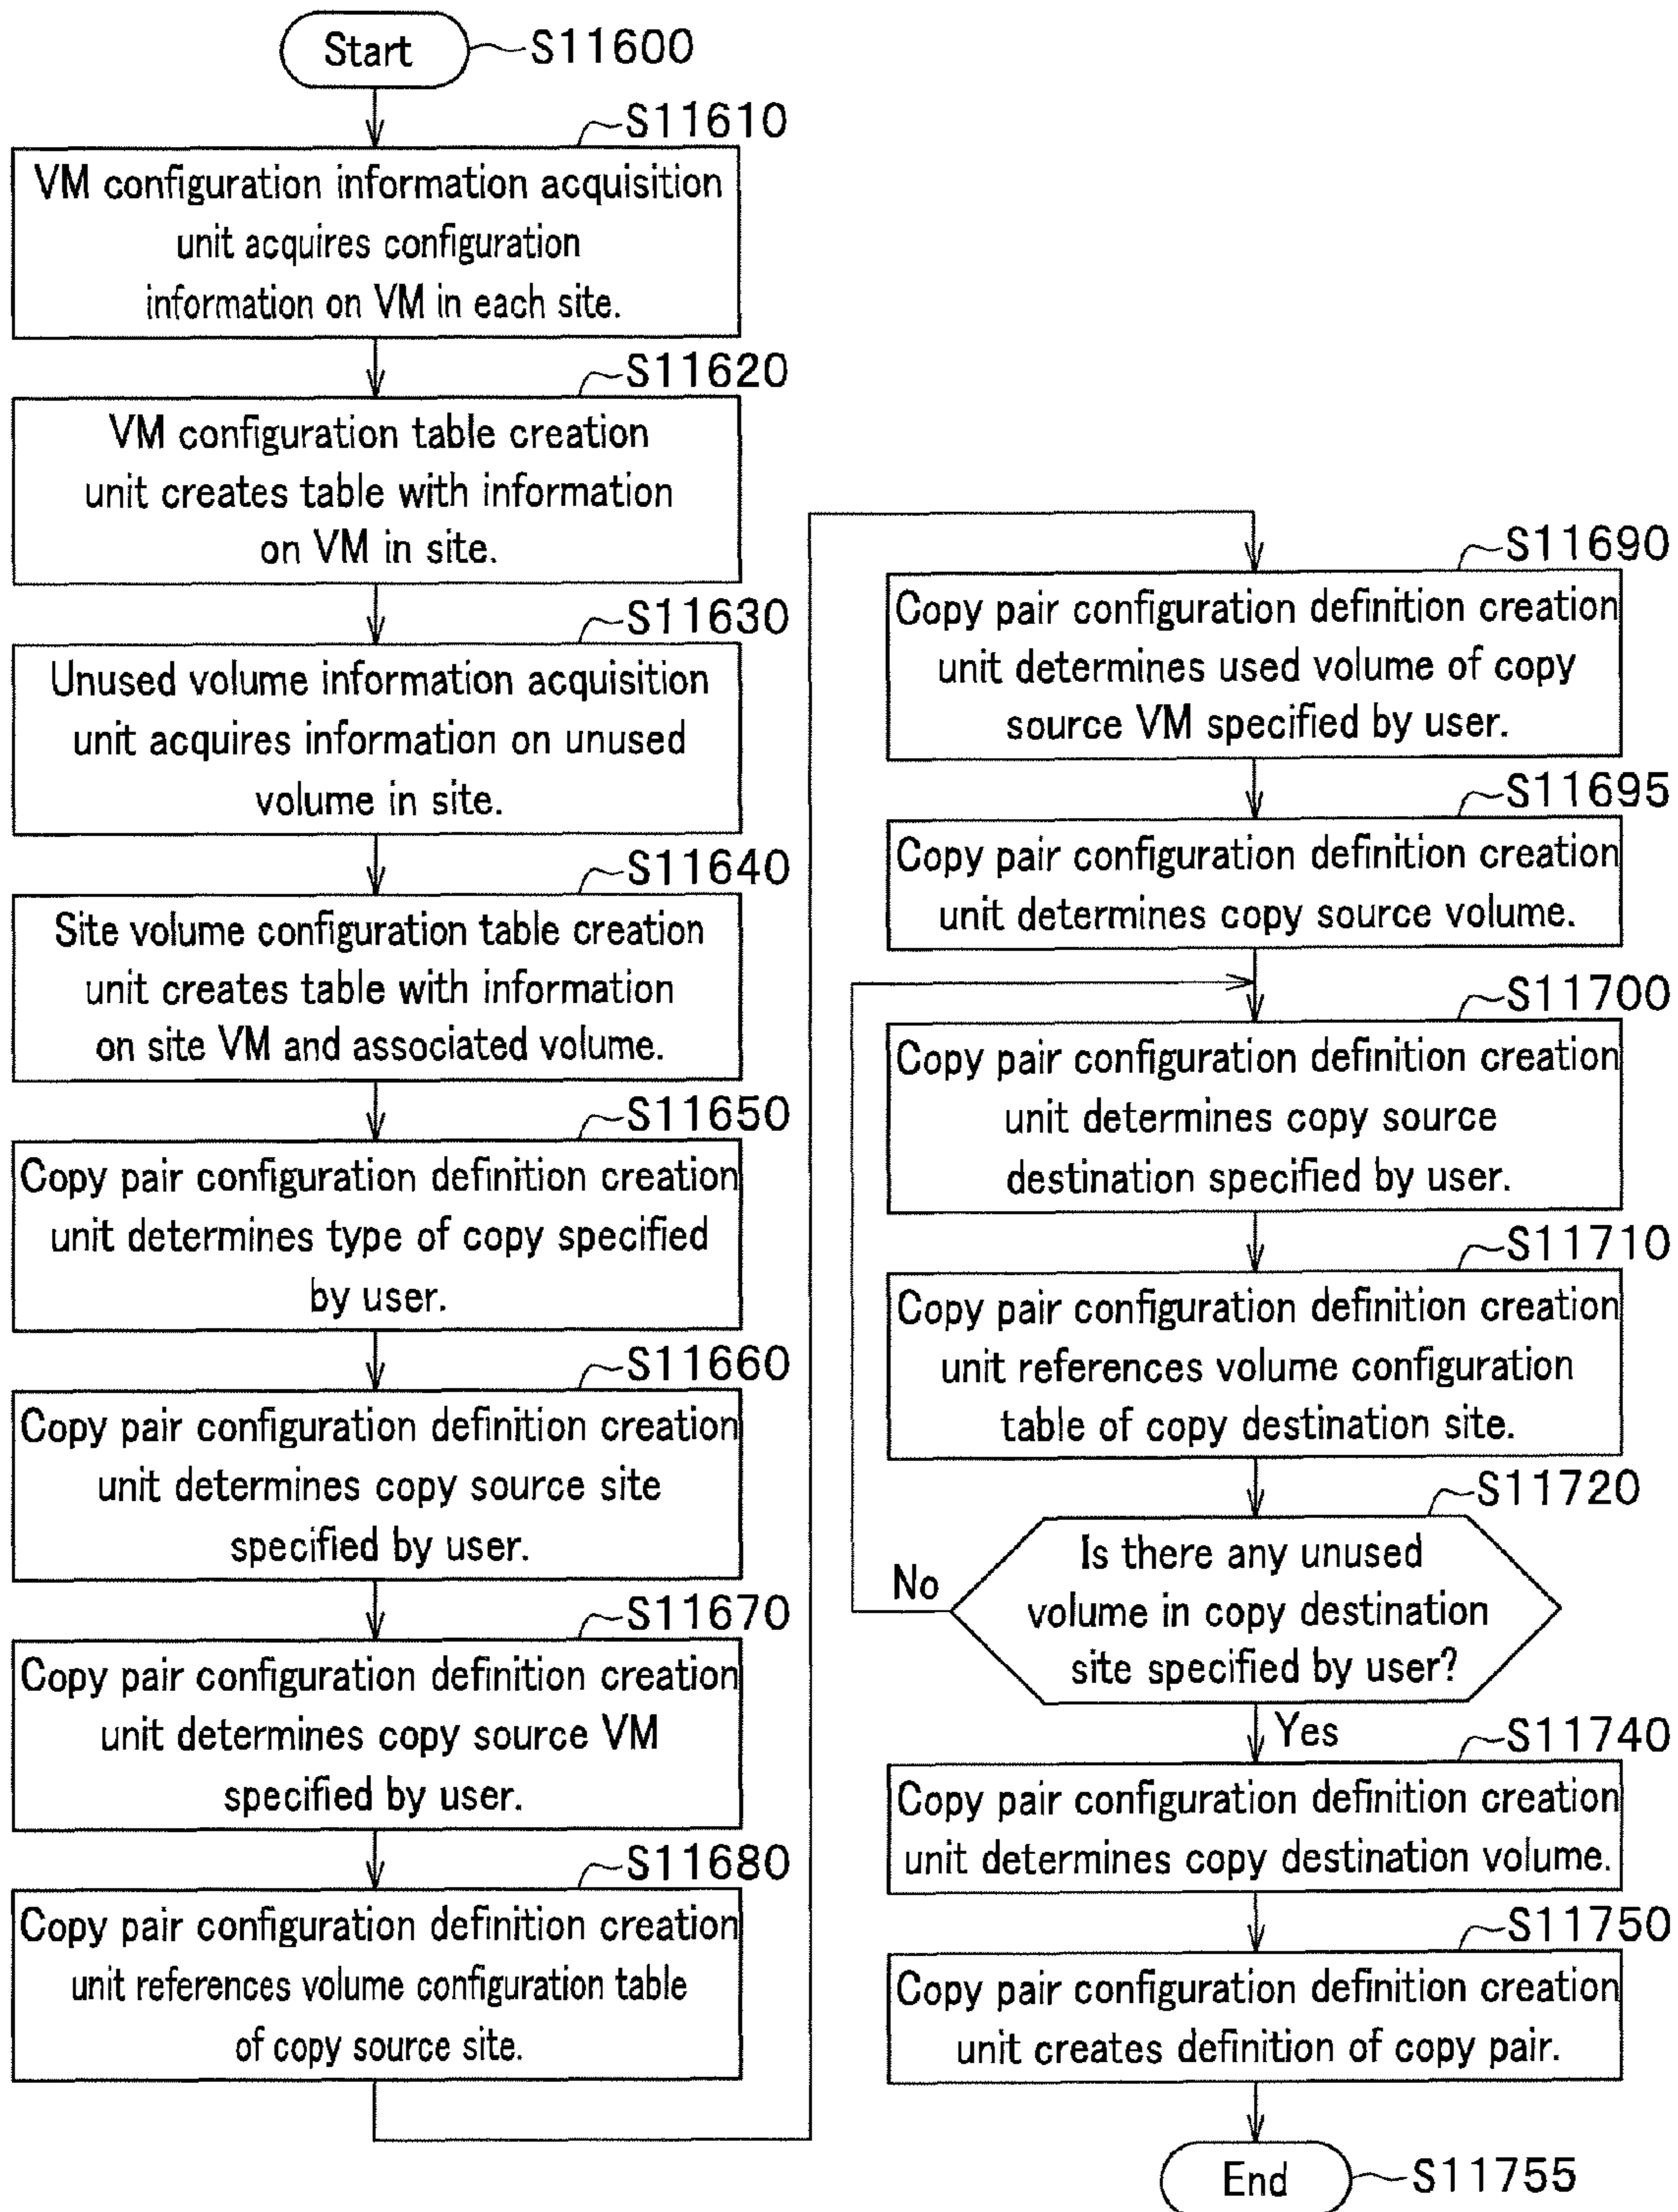 Start
S11600
S11610
VM configuration information acquisition
unit acquires configuration
information on VM in each site.
S11620
VM configuration table creation
unit creates table with information
on VM in site.
S11630
Unused volume information acquisition
unit acquires information on unused
volume in site.
S11640
Site volume configuration table creation
unit creates table with information
on site VM and associated volume.
S11650
Copy pair configuration definition creation
unit determines type of copy specified
by user.
S11660
Copy pair configuration definition creation
unit determines copy source site
specified by user.
S11670
Copy pair configuration definition creation
unit determines copy source VM
specified by user.
S11680
Copy pair configuration definition creation
unit references volume configuration table
of copy source site.
S11690
Copy pair configuration definition creation
unit determines used volume of copy
source VM specified by user.
S11695
Copy pair configuration definition creation
unit determines copy source volume.
S11700
Copy pair configuration definition creation
unit determines copy source
destination specified by user.
S11710
Copy pair configuration definition creation
unit references volume configuration
table of copy destination site.
S11720
Is there any unused
volume in copy destination
site specified by user?
No
Yes
S11740
Copy pair configuration definition creation
unit determines copy destination volume.
S11750
Copy pair configuration definition creation
unit creates definition of copy pair.
End
S11755